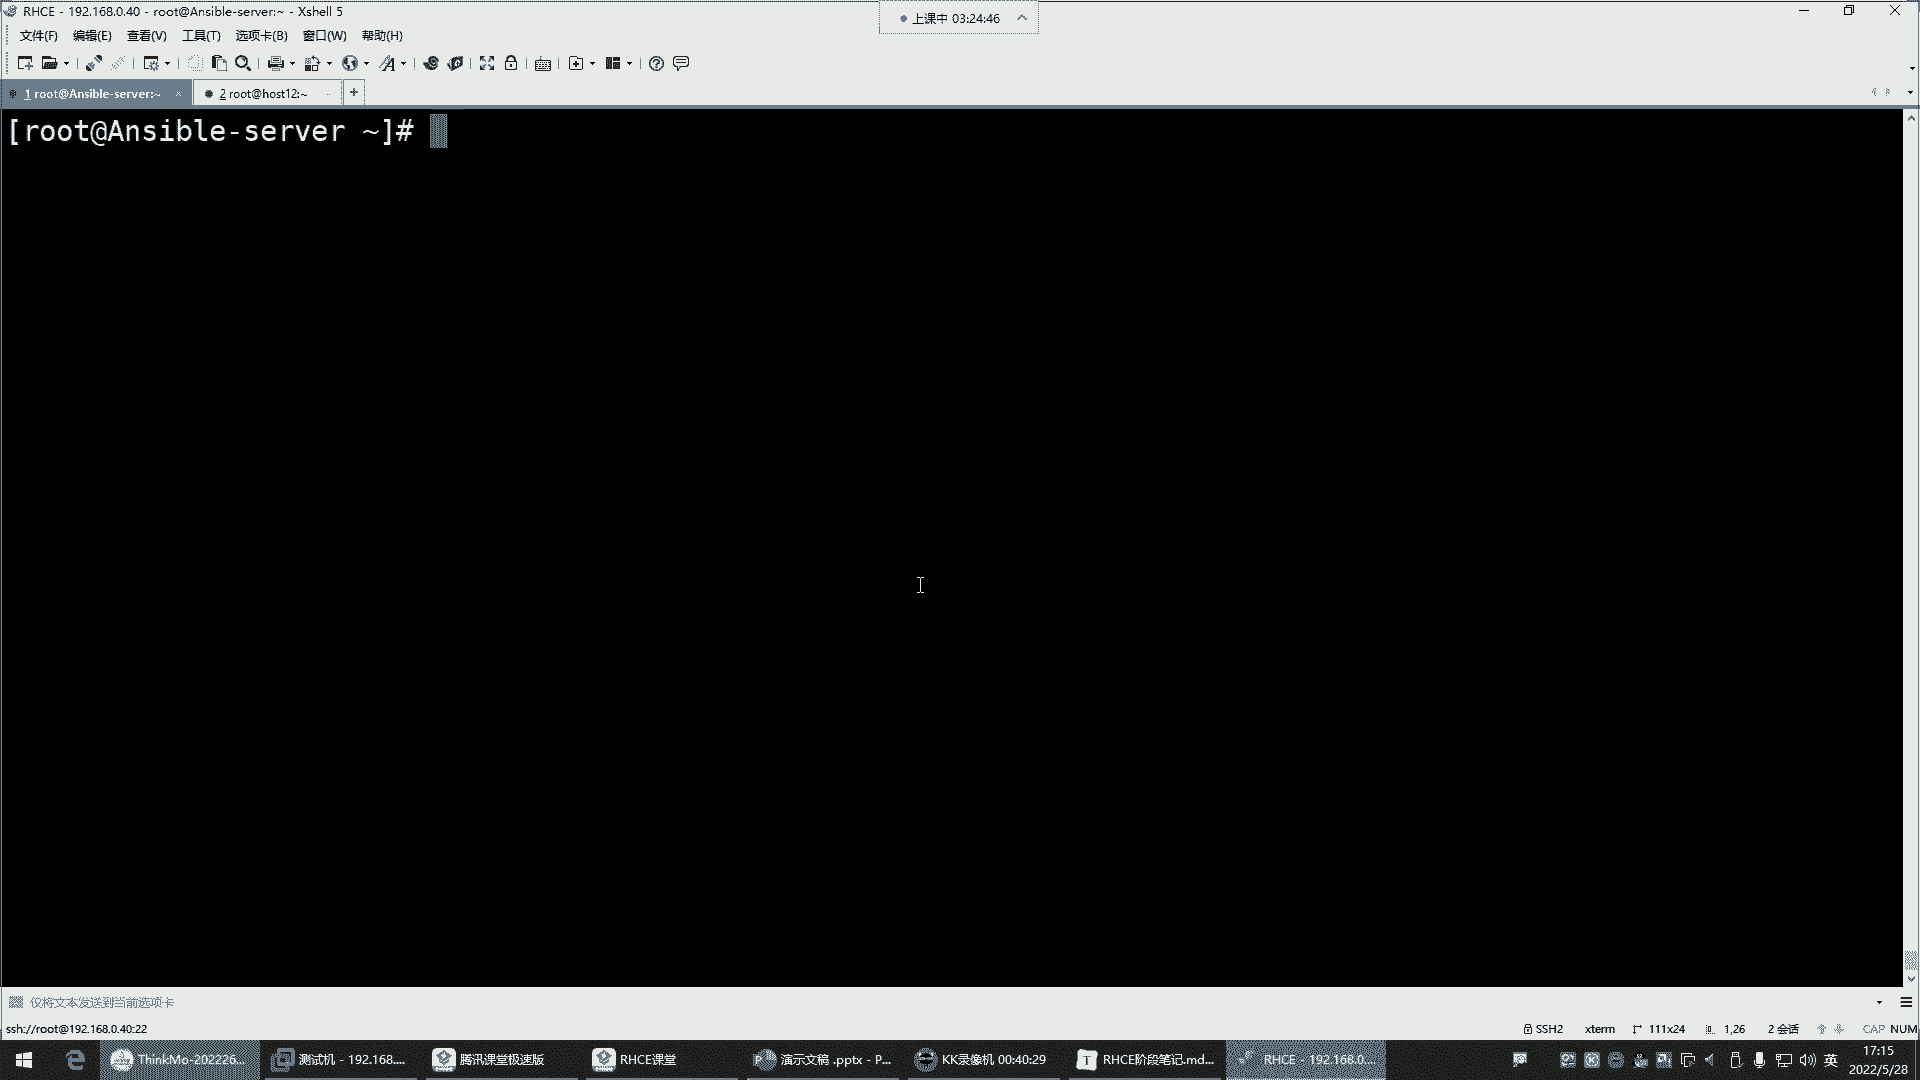 RHCE - 192.168.0.40 - root@Ansible-server:~ - Xshell 5
上课中 03:24:46
文件(F) 编辑(E) 查看(V) 工具(T) 选项卡(B) 窗口(W) 帮助(H)
1 root@Ansible-server:~ 2 root@host12:~
[root@Ansible-server ~]#
仅将文本发送到当前选项卡
ssh://root@192.168.0.40:22 SSH2 xterm 111x24 1,26 2 会话 CAP NUM
ThinkMo-202226... 测试机 - 192.168.... 腾讯课堂极速版 RHCE课堂 演示文稿 .pptx - P... KK录像机 00:40:29 RHCE阶段笔记.md... RHCE - 192.168.0.... 英 17:15
2022/5/28